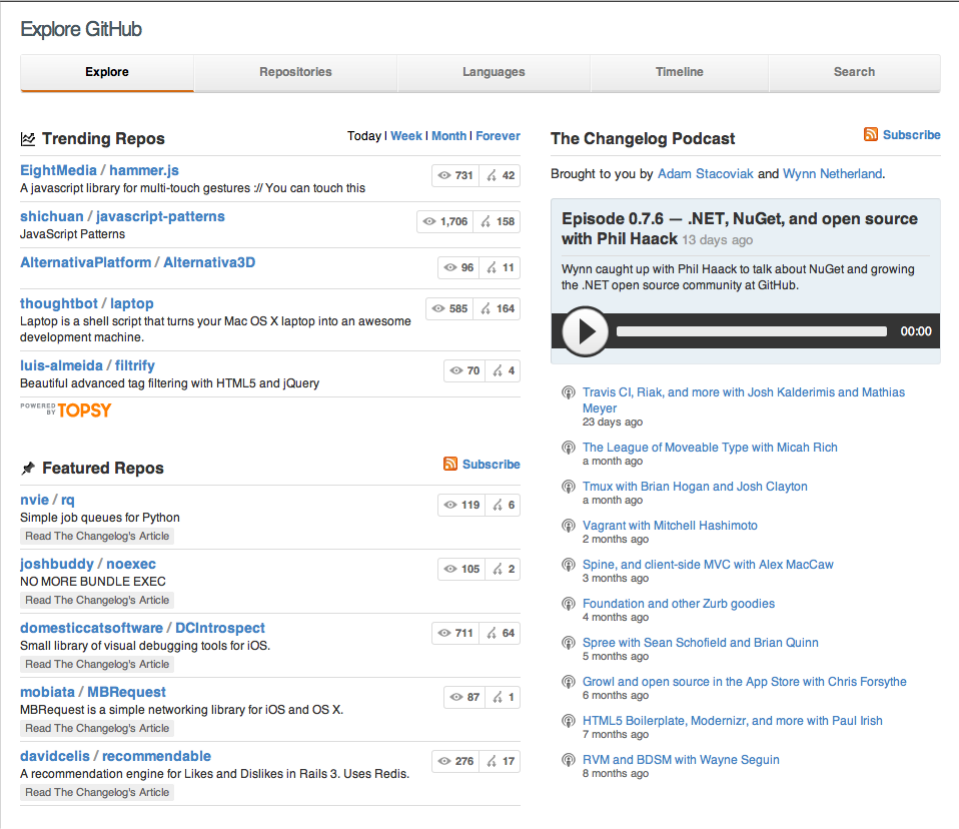 Explore GitHub
Explore
Repositories
Languages
Timeline
Search
Trending Repos
Today | Week | Month | Forever
EightMedia / hammer.js
731
42
A javascript library for multi-touch gestures :// You can touch this
shichuan / javascript-patterns
1,706
158
JavaScript Patterns
AlternativaPlatform / Alternativa3D
96
11
thoughtbot / laptop
585
164
Laptop is a shell script that turns your Mac OS X laptop into an awesome
development machine.
luis-almeida / filtrify
70
4
Beautiful advanced tag filtering with HTML5 and jQuery
POWERED BY TOPSY
Featured Repos
Subscribe
nvie / rq
119
6
Simple job queues for Python
Read The Changelog's Article
joshbuddy / noexec
105
2
NO MORE BUNDLE EXEC
Read The Changelog's Article
domesticcatsoftware / DCIntrospect
711
64
Small library of visual debugging tools for iOS.
Read The Changelog's Article
mobiata / MBRequest
87
1
MBRequest is a simple networking library for iOS and OS X.
Read The Changelog's Article
davidcelis / recommendable
276
17
A recommendation engine for Likes and Dislikes in Rails 3. Uses Redis.
Read The Changelog's Article
The Changelog Podcast
Subscribe
Brought to you by Adam Stacoviak and Wynn Netherland.
Episode 0.7.6 — .NET, NuGet, and open source
with Phil Haack 13 days ago
Wynn caught up with Phil Haack to talk about NuGet and growing
the .NET open source community at GitHub.
00:00
Travis CI, Riak, and more with Josh Kalderimis and Mathias
Meyer
23 days ago
The League of Moveable Type with Micah Rich
a month ago
Tmux with Brian Hogan and Josh Clayton
a month ago
Vagrant with Mitchell Hashimoto
2 months ago
Spine, and client-side MVC with Alex MacCaw
3 months ago
Foundation and other Zurb goodies
4 months ago
Spree with Sean Schofield and Brian Quinn
5 months ago
Growl and open source in the App Store with Chris Forsythe
6 months ago
HTML5 Boilerplate, Modernizr, and more with Paul Irish
7 months ago
RVM and BDSM with Wayne Seguin
8 months ago